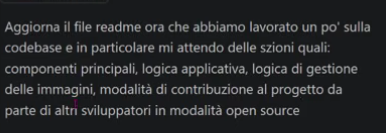 Aggiorna il file readme ora che abbiamo lavorato un po' sulla
codebase e in particolare mi attendo delle szioni quali:
componenti principali, logica applicativa, logica di gestione
delle immagini, modalità di contribuzione al progetto da
parte di altri sviluppatori in modalità open source